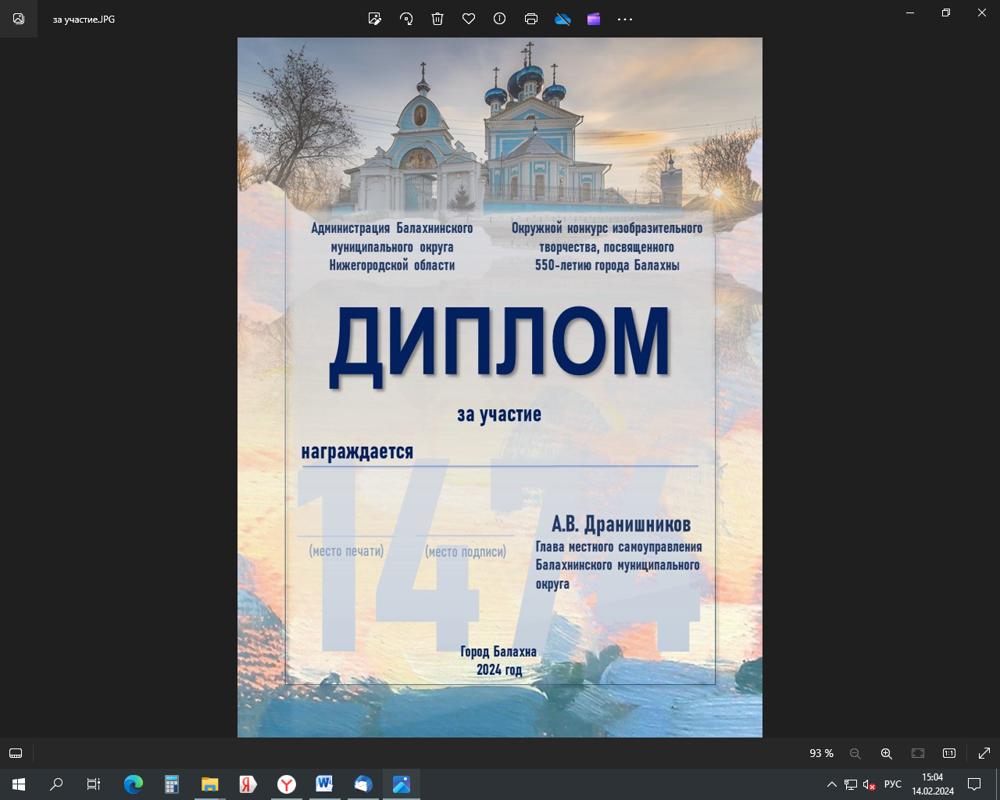 за участие.JPG
Администрация Балахнинского
муниципального округа
Нижегородской области
Окружной конкурс изобразительного
творчества, посвященного
550-летию города Балахны
ДИПЛОМ
за участие
награждается
1474
А.В. Дранишников
(место печати)
(место подписи)
Глава местного самоуправления
Балахнинского муниципального
округа
Город Балахна
2024 год
93 %
1:1
РУС
15:04
14.02.2024